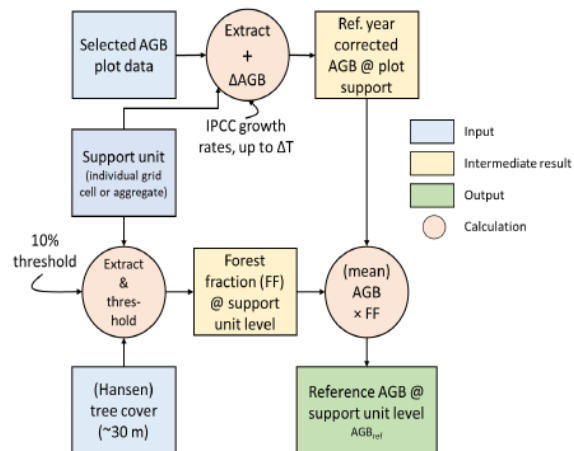 Selected AGB
plot data
Extract
+
ΔAGB
Ref. year
corrected
AGB @ plot
support
IPCC growth
rates, up to ΔT
Support unit
(individual grid
cell or aggregate)
Input
Intermediate result
Output
Calculation
10%
threshold
Extract
&
thres-
hold
Forest
fraction (FF)
@ support
unit level
(mean)
AGB
× FF
(Hansen)
tree cover
(~30 m)
Reference AGB @
support unit level
AGBref